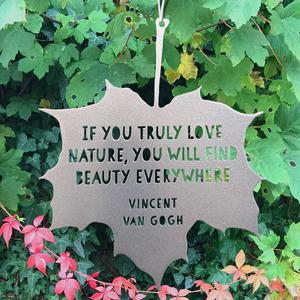 IF YOU TRULY LOVE
NATURE, YOU WILL FIND
BEAUTY EVERYWHERE
VINCENT
VAN GOGH